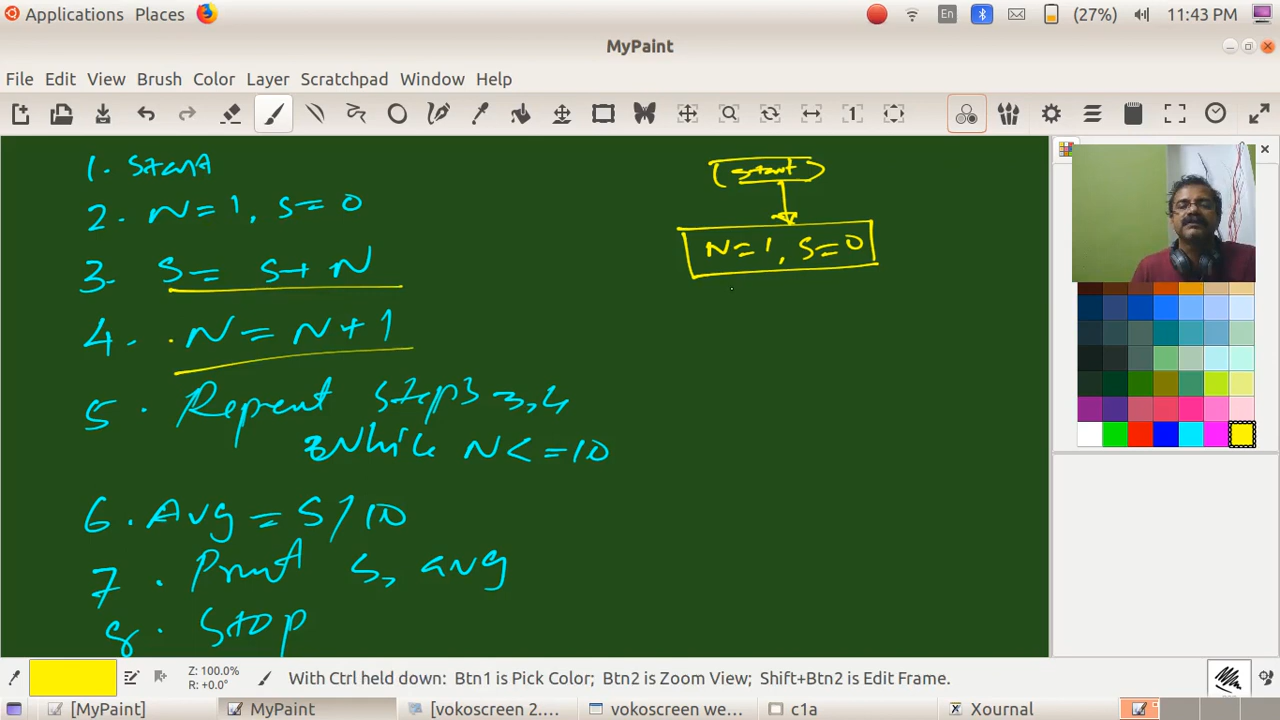 Applications Places En (27%) 11:43 PM
MyPaint
File Edit View Brush Color Layer Scratchpad Window Help
1
1. Start
2. N=1, S=0
3. S= S+N
4. N=N+1
5. Repeat Steps 3,4
While N<=10
6. Avg = S/10
7. Print S, avg
8. Stop
Start
N=1, S=0
Z: 100.0%
R: +0.0°
With Ctrl held down: Btn1 is Pick Color; Btn2 is Zoom View; Shift+Btn2 is Edit Frame.
[MyPaint] MyPaint [vokoscreen 2.... vokoscreen we... c1a Xournal